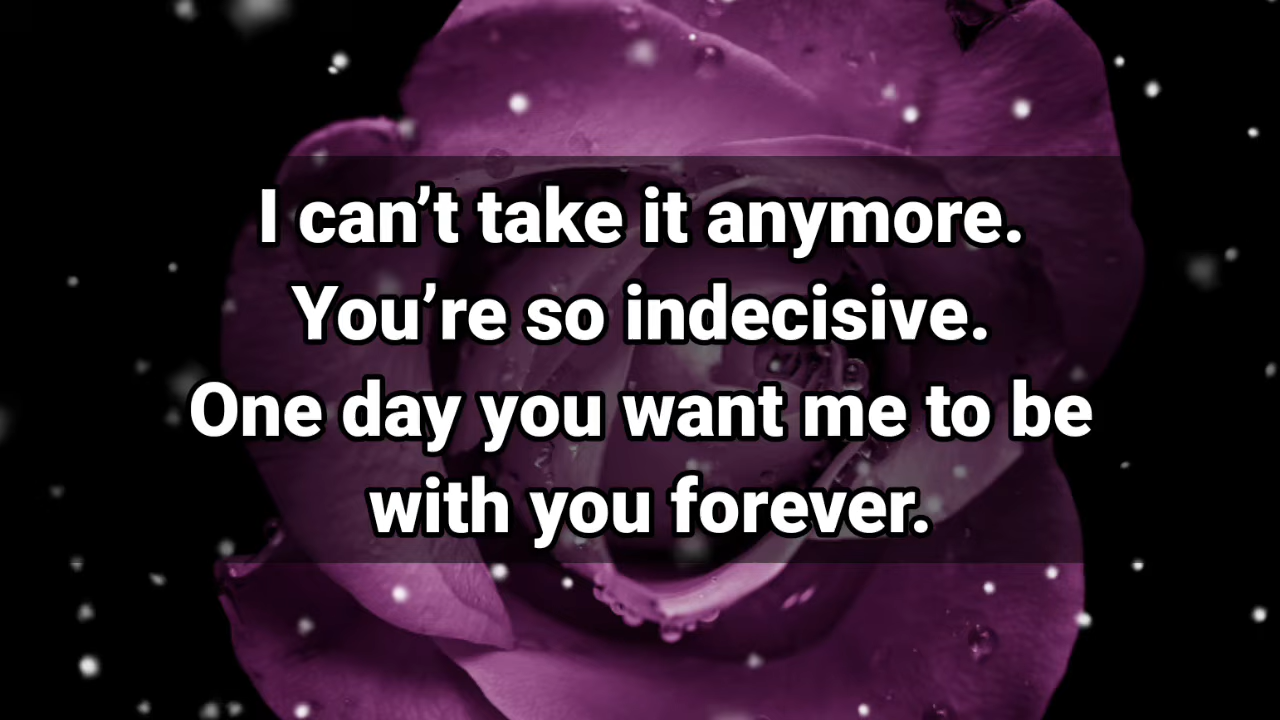 I can’t take it anymore.
You’re so indecisive.
One day you want me to be
with you forever.